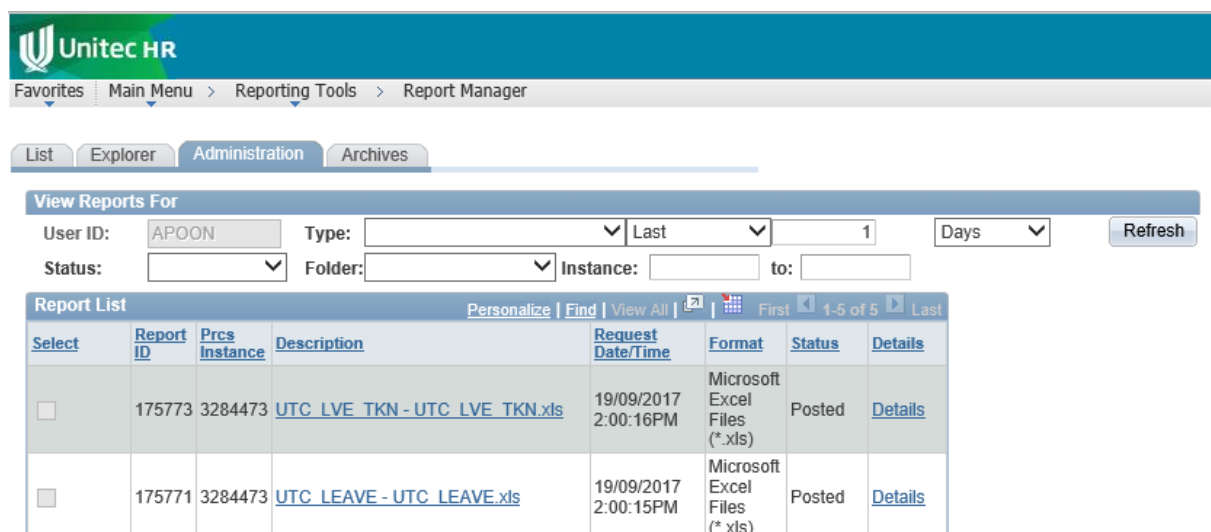 Unitec HR
Favorites Main Menu > Reporting Tools > Report Manager
List Explorer Administration Archives
View Reports For
User ID: APOON Type: Last 1 Days Refresh
Status: Folder: Instance: to:
Report List Personalize | Find | View All | | First 1-5 of 5 Last
Select Report ID Prcs Instance Description Request Date/Time Format Status Details
175773 3284473 UTC_LVE_TKN - UTC_LVE_TKN.xls 19/09/2017 2:00:16PM Microsoft Excel Files (*.xls) Posted Details
175771 3284473 UTC_LEAVE - UTC_LEAVE.xls 19/09/2017 2:00:15PM Microsoft Excel Files (*.xls) Posted Details